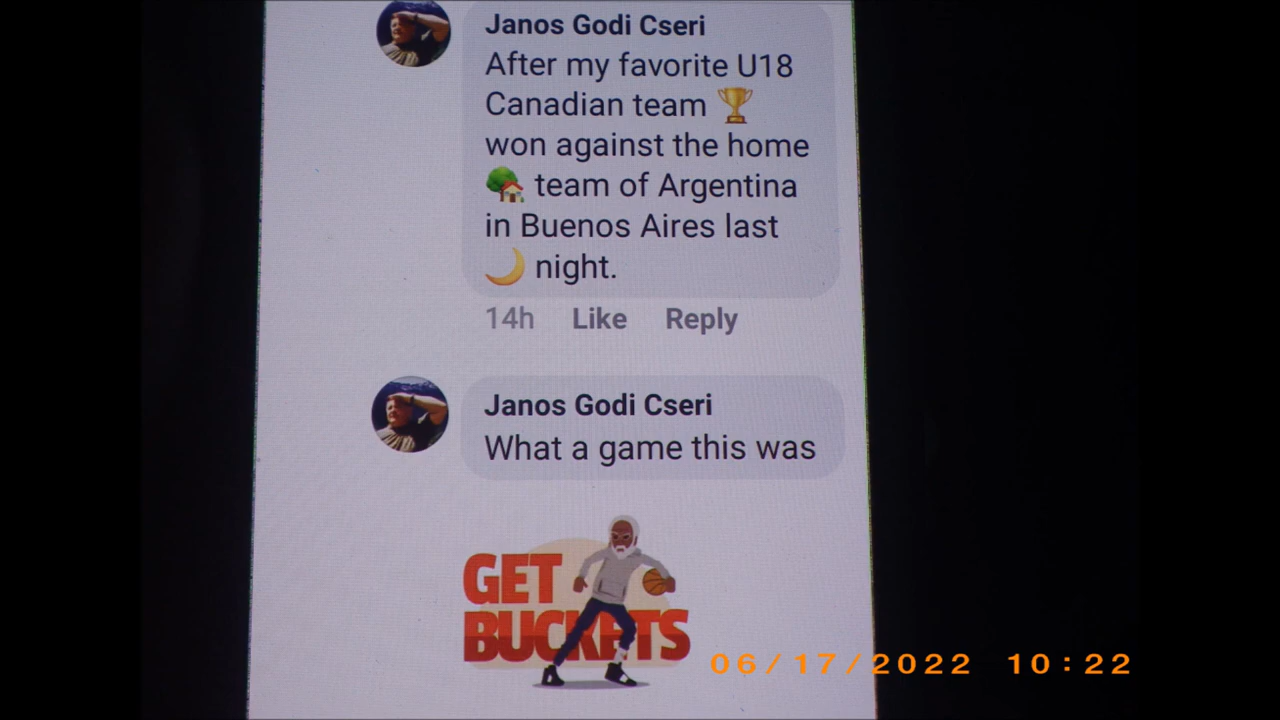 Janos Godi Cseri
After my favorite U18
Canadian team 🏆
won against the home
🏡 team of Argentina
in Buenos Aires last
🌙 night.
14h Like Reply
Janos Godi Cseri
What a game this was
GET
BUCKETS
06/17/2022 10:22